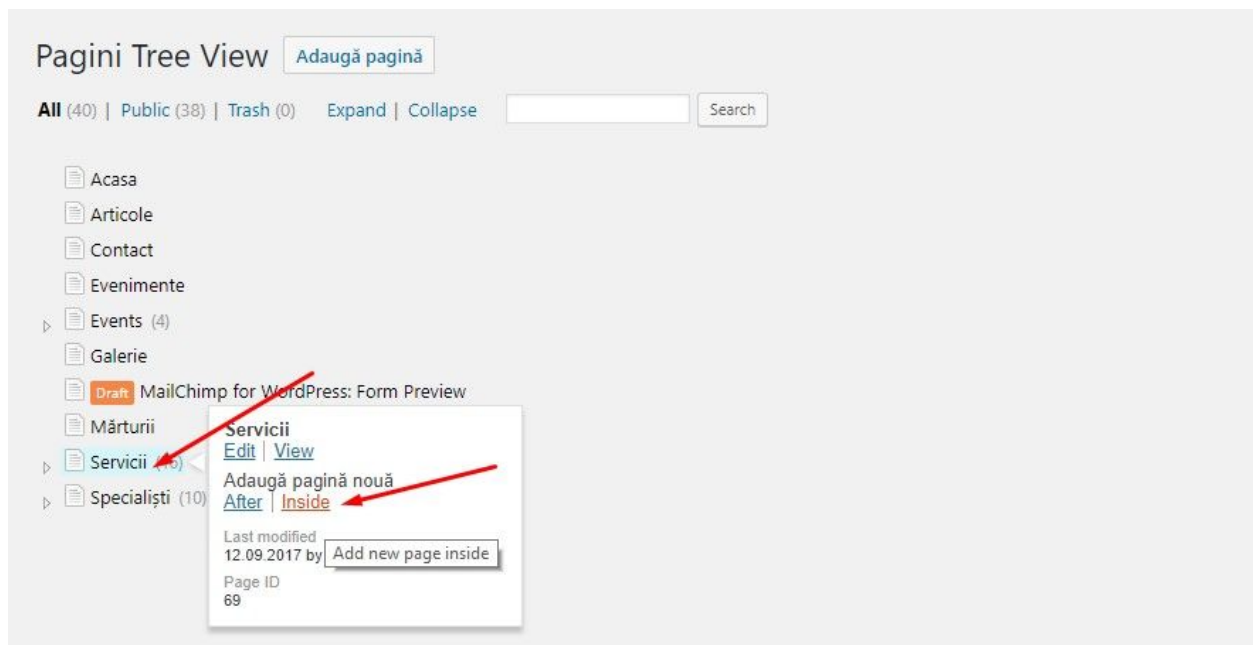 Pagini Tree View Adaugă pagină
All (40) | Public (38) | Trash (0) Expand | Collapse Search
Acasa
Articole
Contact
Evenimente
Events (4)
Galerie
Draft MailChimp for WordPress: Form Preview
Mărturii
Servicii (16)
Specialiști (10)
Servicii
Edit | View
Adaugă pagină nouă
After | Inside
Last modified
12.09.2017 by
Add new page inside
Page ID
69